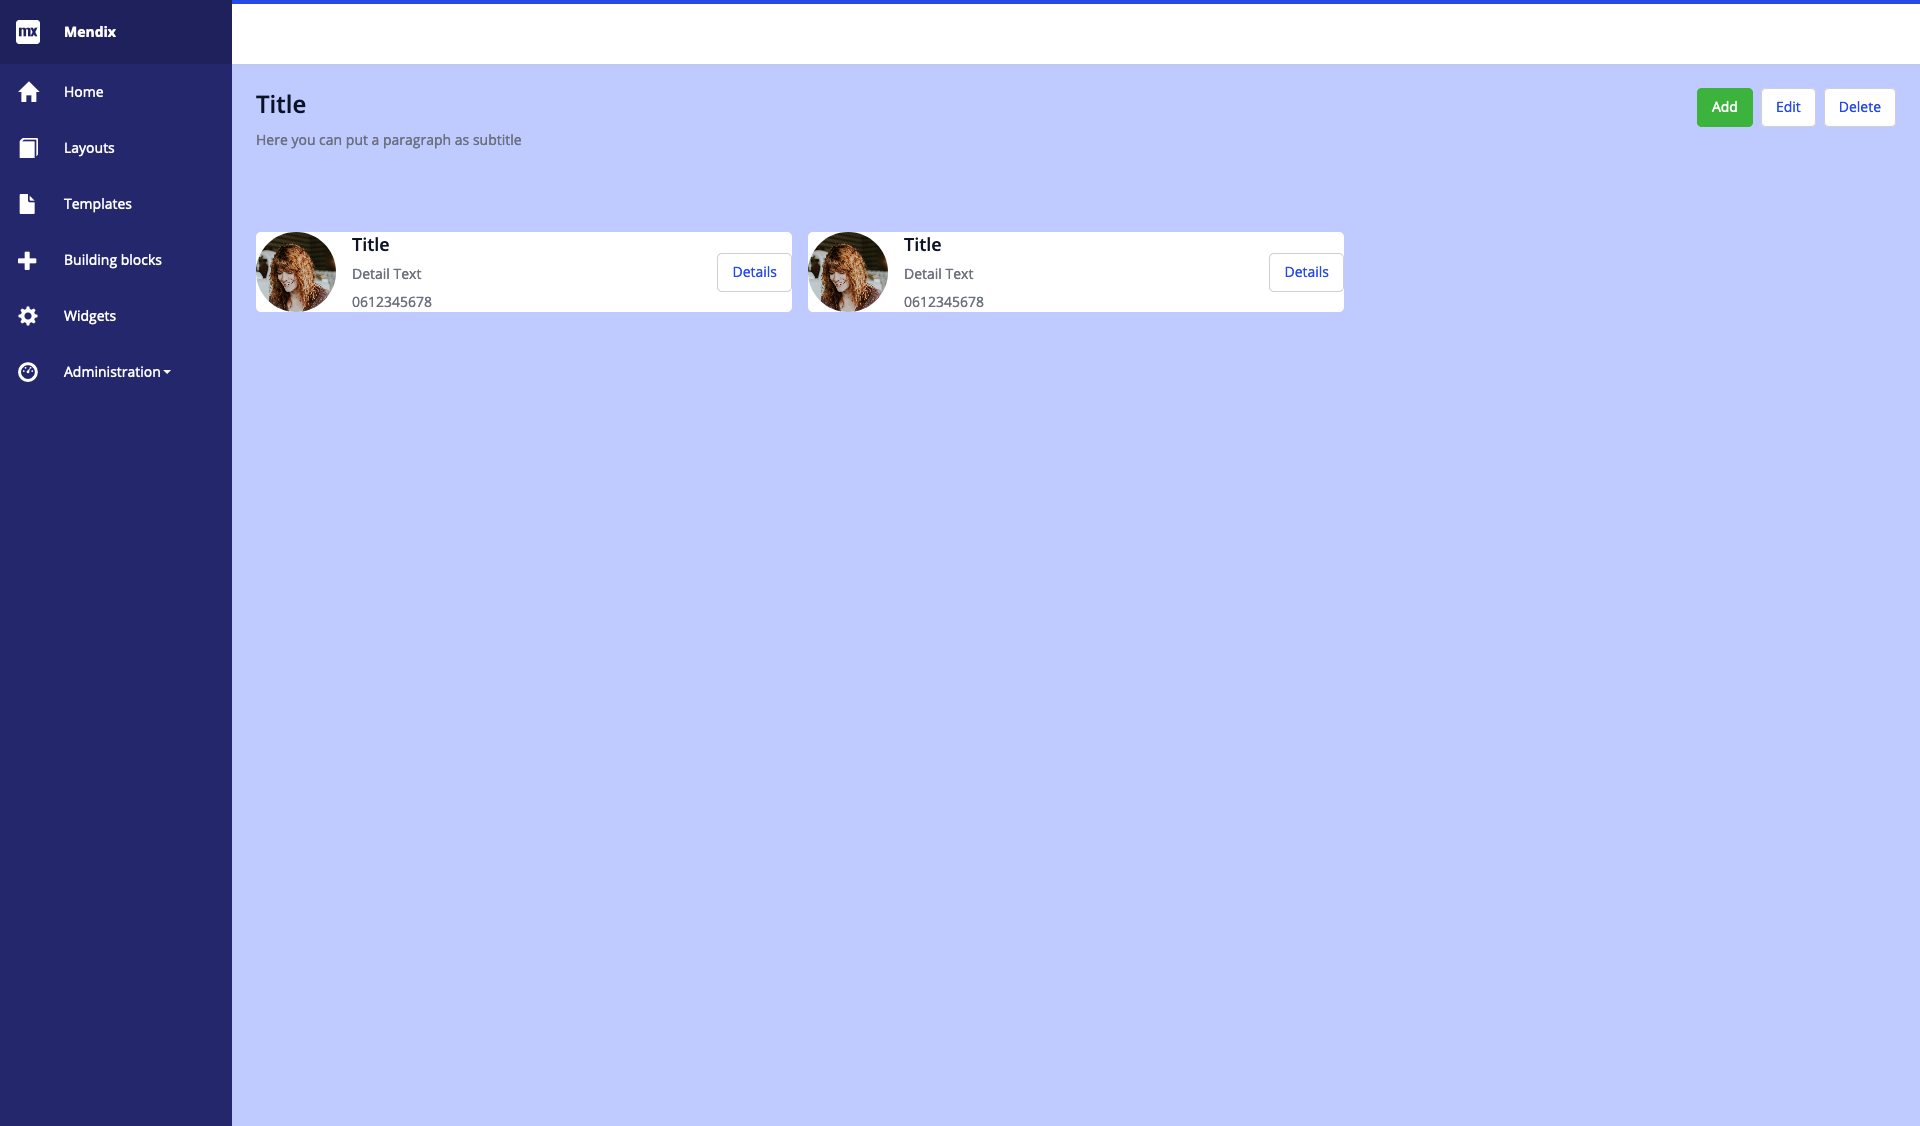 mx Mendix
Home
Layouts
Templates
Building blocks
Widgets
Administration
Title
Here you can put a paragraph as subtitle
Add Edit Delete
Title
Detail Text
0612345678
Details
Title
Detail Text
0612345678
Details